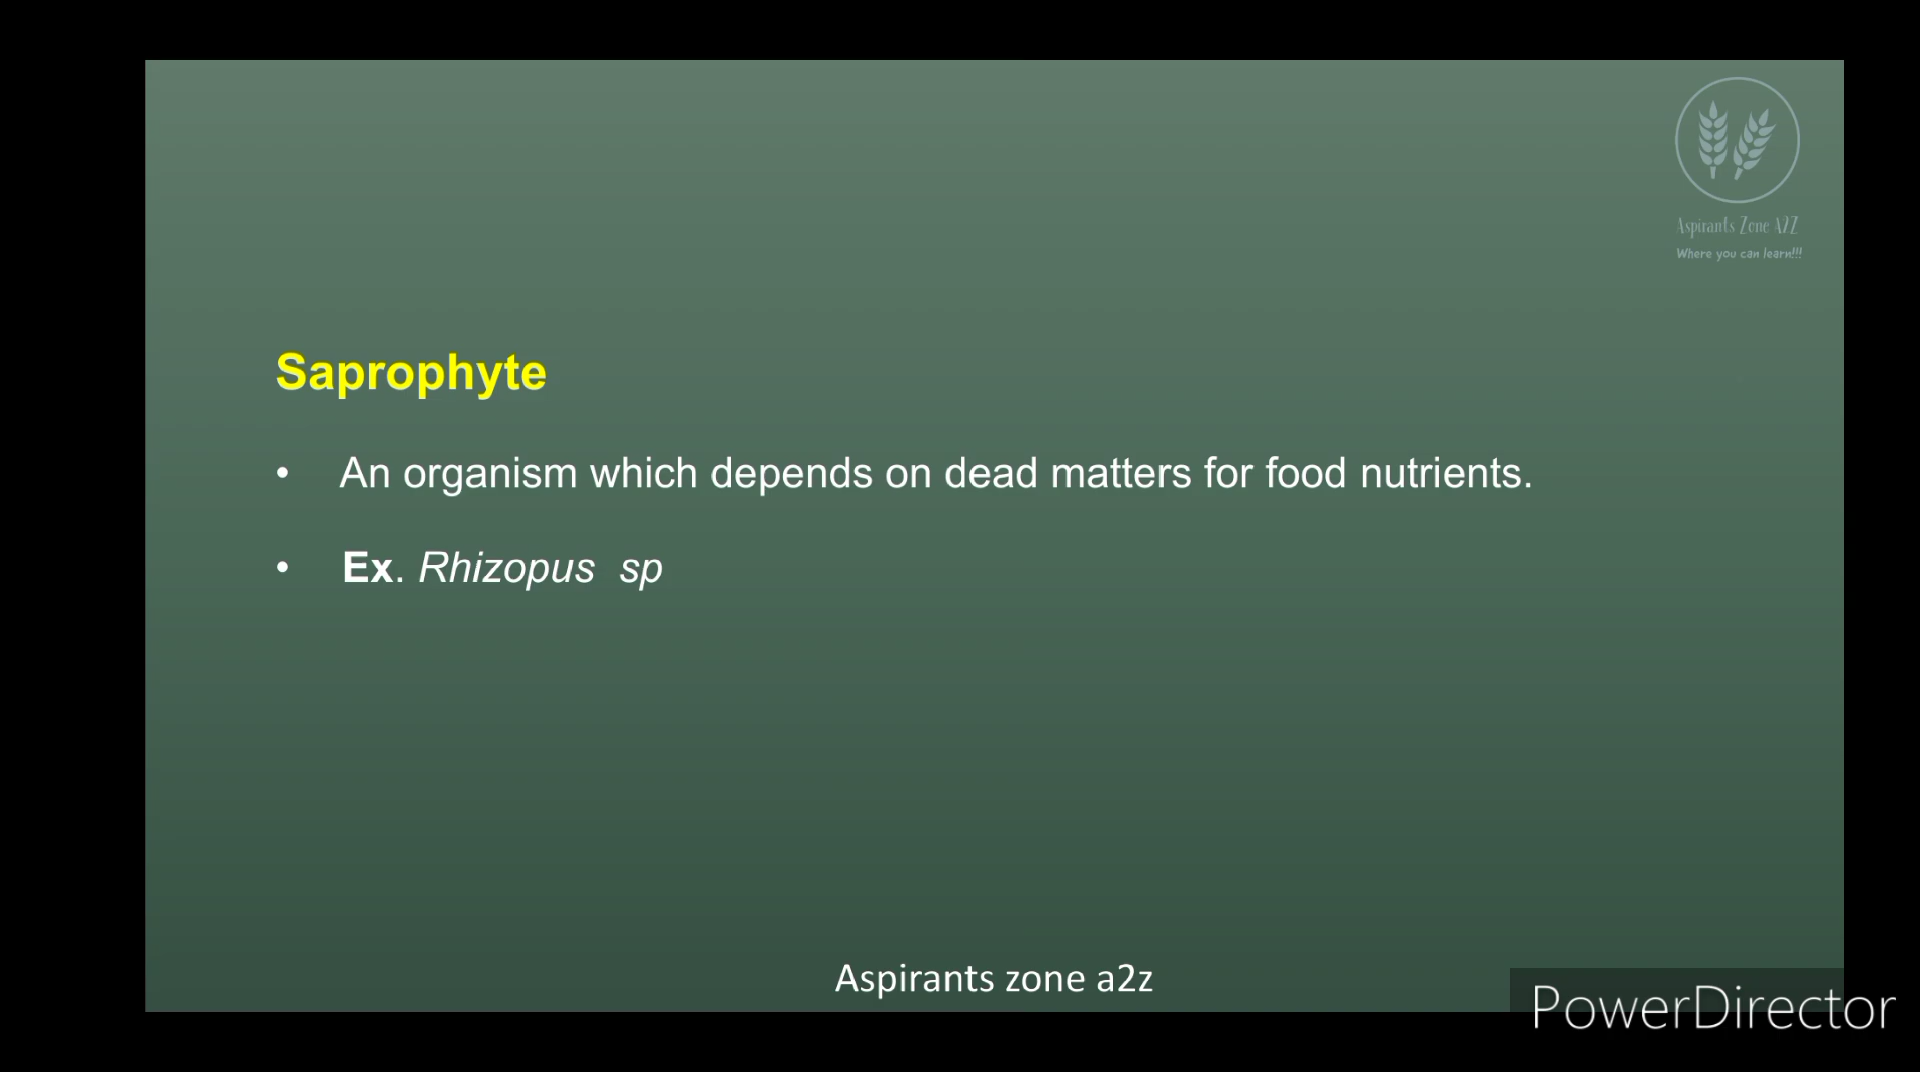 Aspirants Zone A2Z
Where you can learn!!!
Saprophyte
• An organism which depends on dead matters for food nutrients.
• Ex. Rhizopus sp
Aspirants zone a2z
PowerDirector